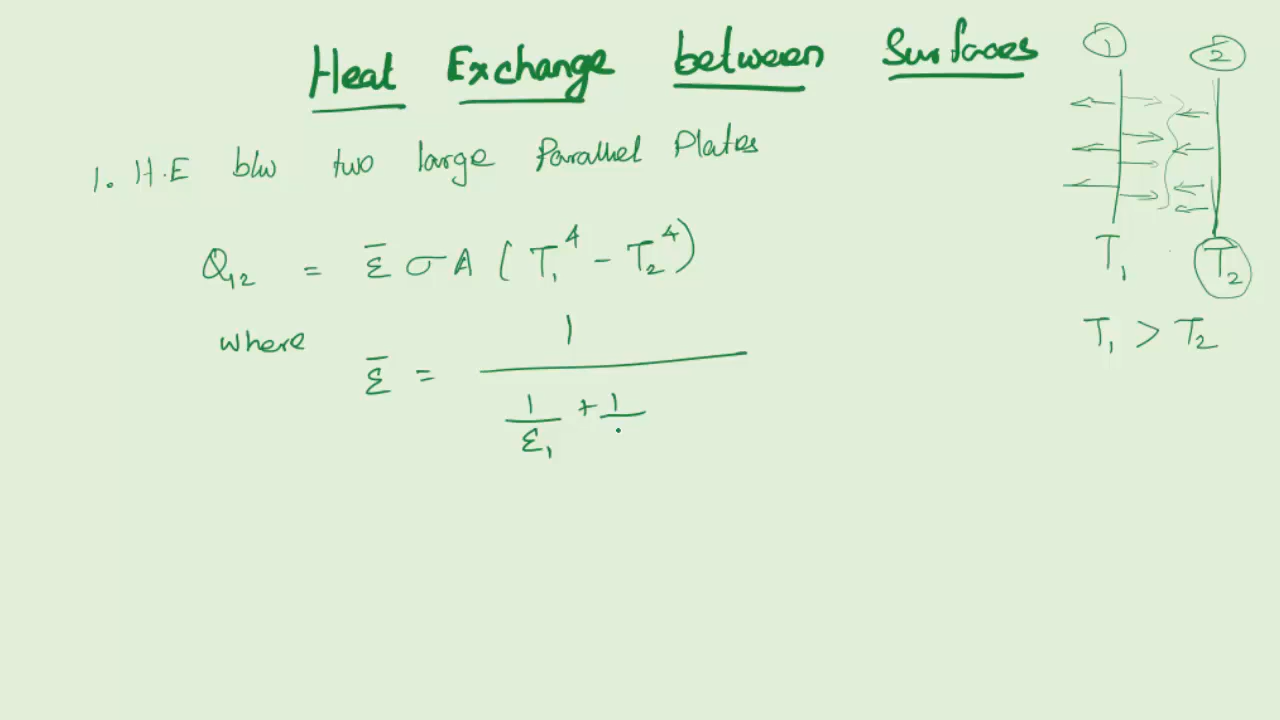 Heat Exchange between Surfaces
1. H.E b/w two large Parallel Plates
Q₁₂ = ε̅ σ A ( T₁⁴ - T₂⁴ )
where
ε̅ = 1 / ( 1/ε₁ + 1/
1 2
T₁ T₂
T₁ > T₂